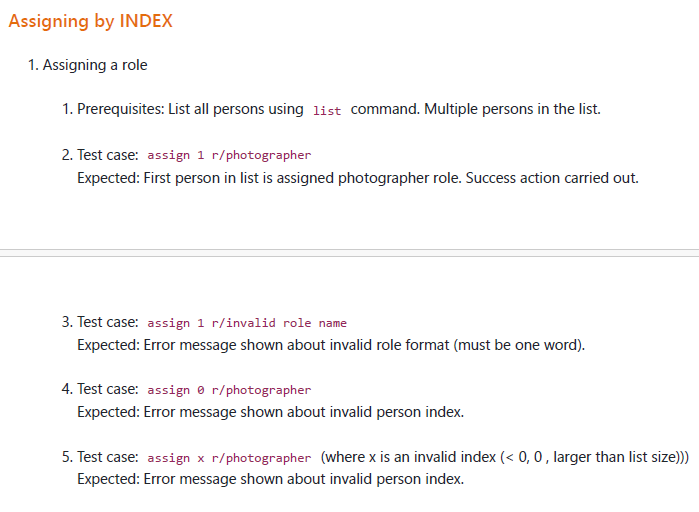 Assigning by INDEX
1. Assigning a role
1. Prerequisites: List all persons using list command. Multiple persons in the list.
2. Test case: assign 1 r/photographer
Expected: First person in list is assigned photographer role. Success action carried out.
3. Test case: assign 1 r/invalid role name
Expected: Error message shown about invalid role format (must be one word).
4. Test case: assign 0 r/photographer
Expected: Error message shown about invalid person index.
5. Test case: assign x r/photographer (where x is an invalid index (< 0, 0 , larger than list size)))
Expected: Error message shown about invalid person index.